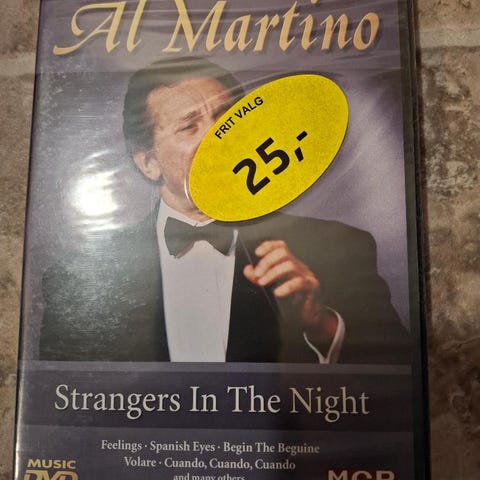 Al Martino
FRIT VALG
25,-
Strangers In The Night
Feelings · Spanish Eyes · Begin The Beguine
Volare · Cuando, Cuando, Cuando
and many others
MUSIC
DVD
MCP